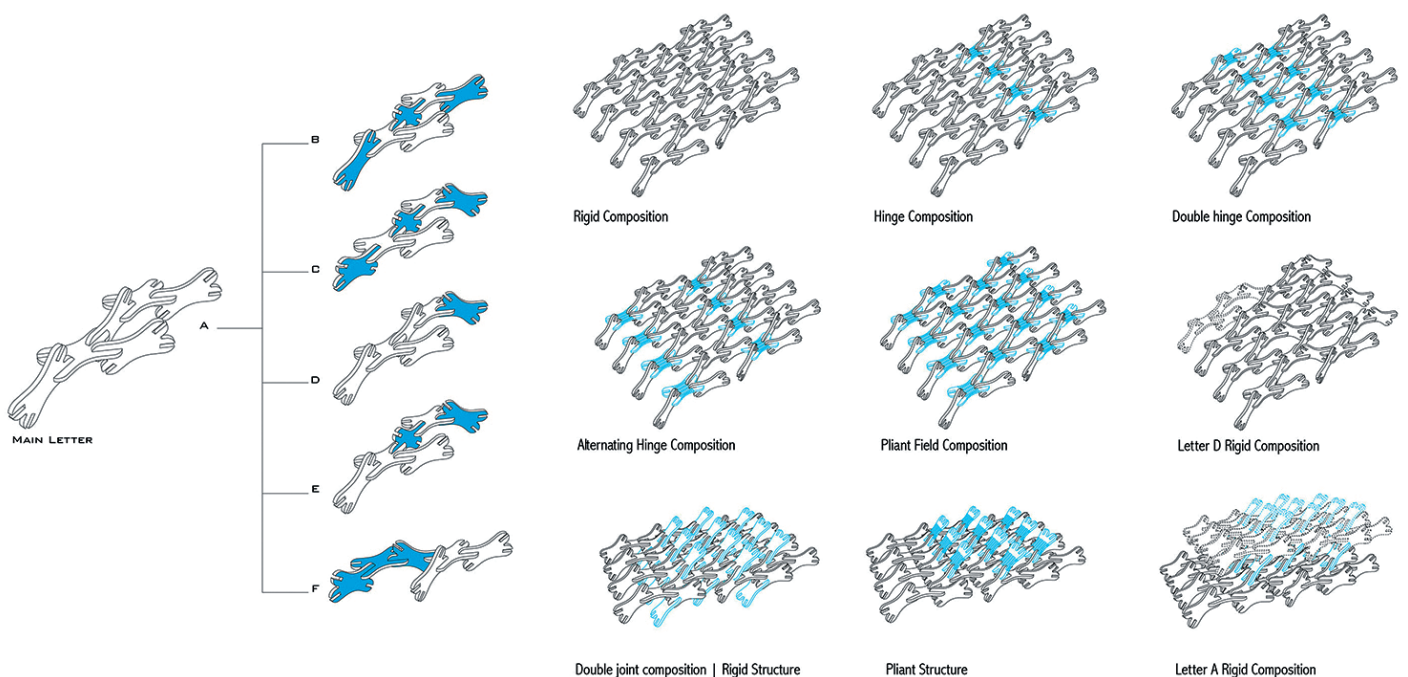 B
C
A
D
MAIN LETTER
E
F
Rigid Composition
Hinge Composition
Double hinge Composition
Alternating Hinge Composition
Pliant Field Composition
Letter D Rigid Composition
Double joint composition | Rigid Structure
Pliant Structure
Letter A Rigid Composition